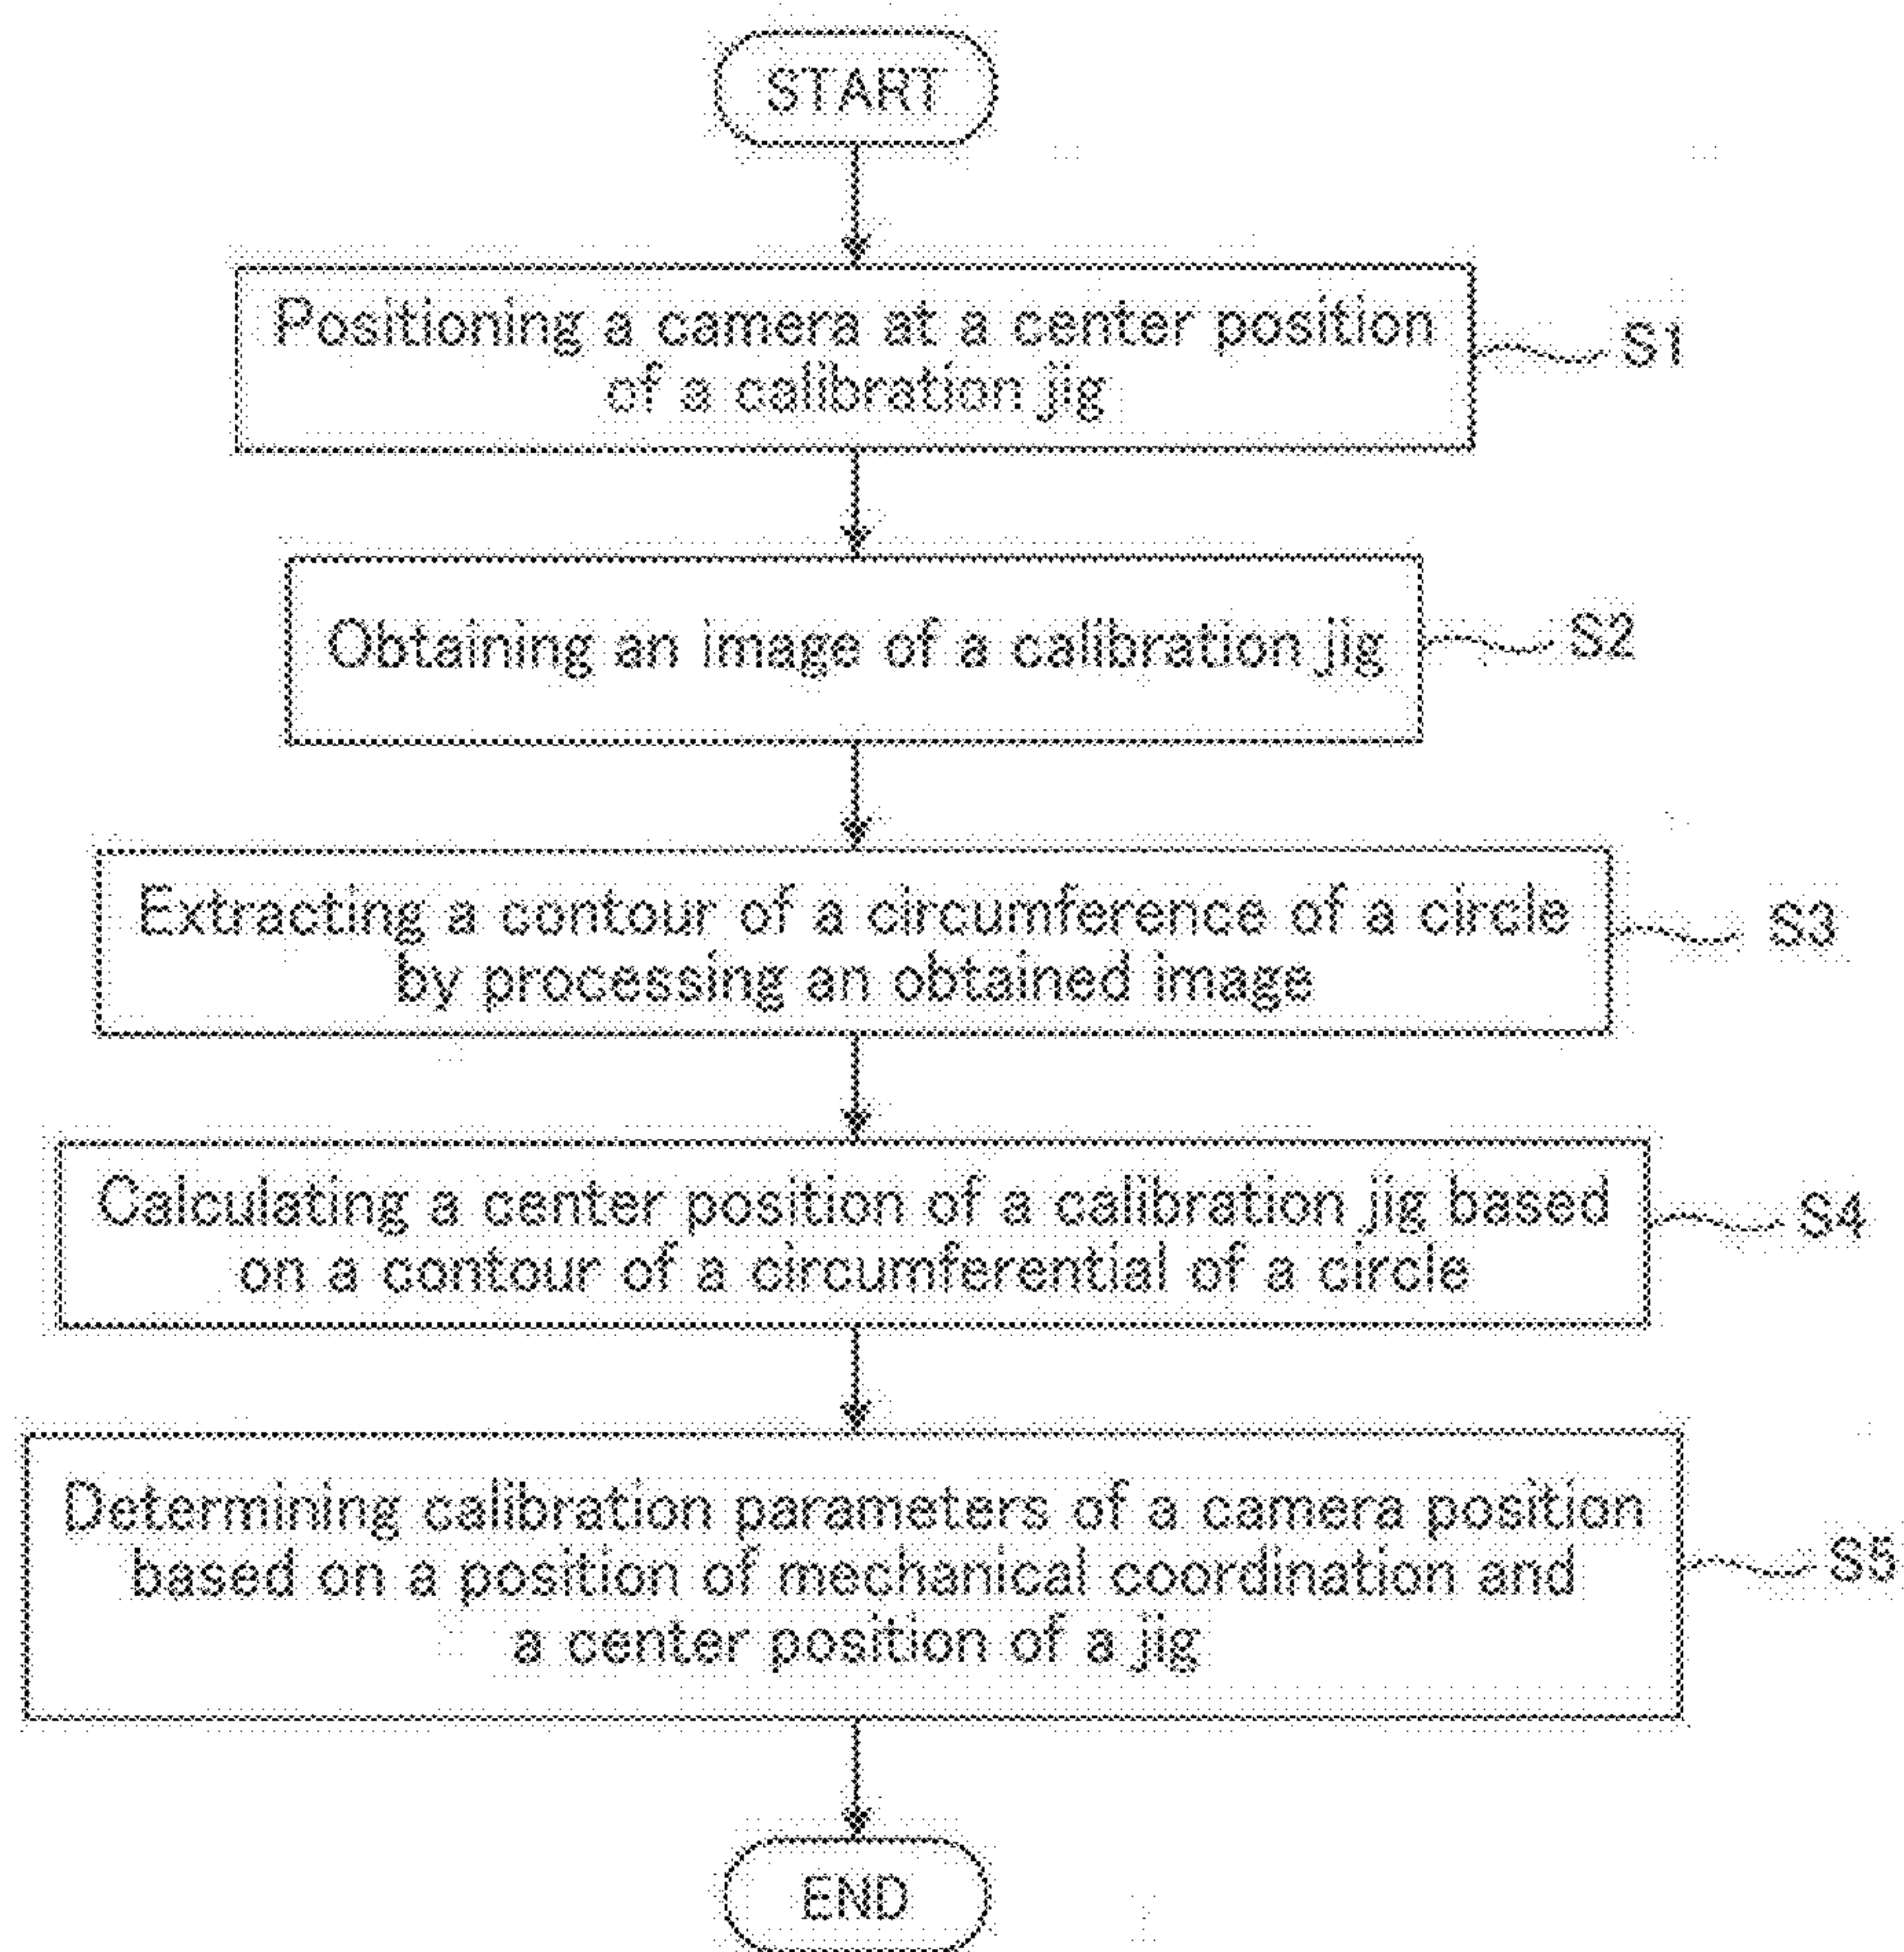 START
Positioning a camera at a center position
of a calibration jig
S1
Obtaining an image of a calibration jig
S2
Extracting a contour of a circumference of a circle
by processing an obtained image
S3
Calculating a center position of a calibration jig based
on a contour of a circumferential of a circle
S4
Determining calibration parameters of a camera position
based on a position of mechanical coordination and
a center position of a jig
S5
END